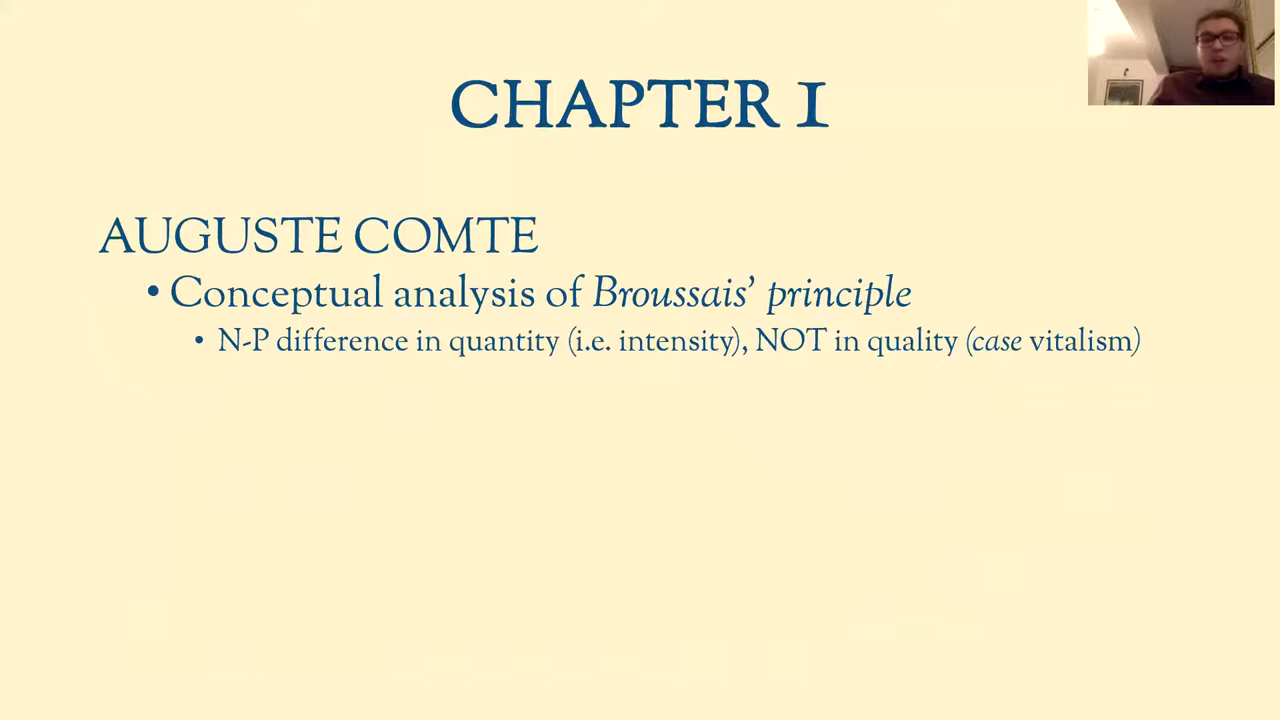 CHAPTER I
AUGUSTE COMTE
• Conceptual analysis of Broussais’ principle
• N-P difference in quantity (i.e. intensity), NOT in quality (case vitalism)